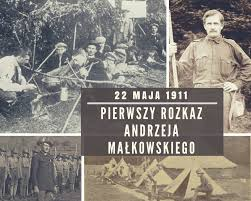 22 MAJA 1911
PIERWSZY ROZKAZ
ANDRZEJA
MAŁKOWSKIEGO